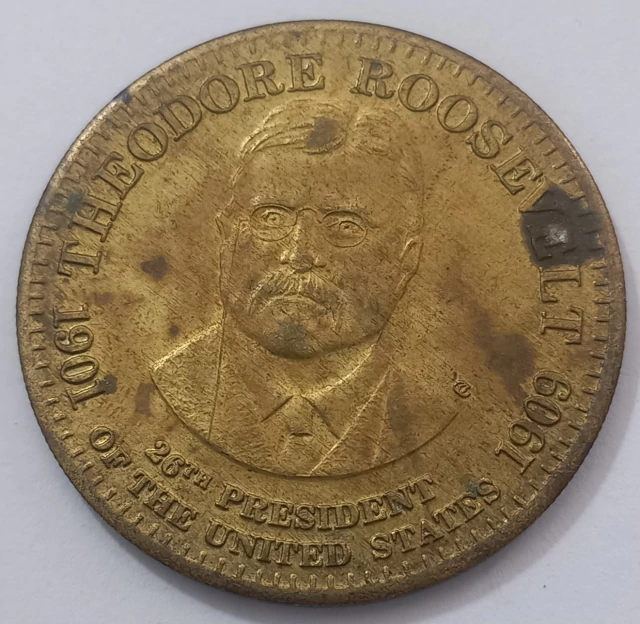 THEODORE ROOSEVELT
1901
1909
26TH PRESIDENT
OF THE UNITED STATES